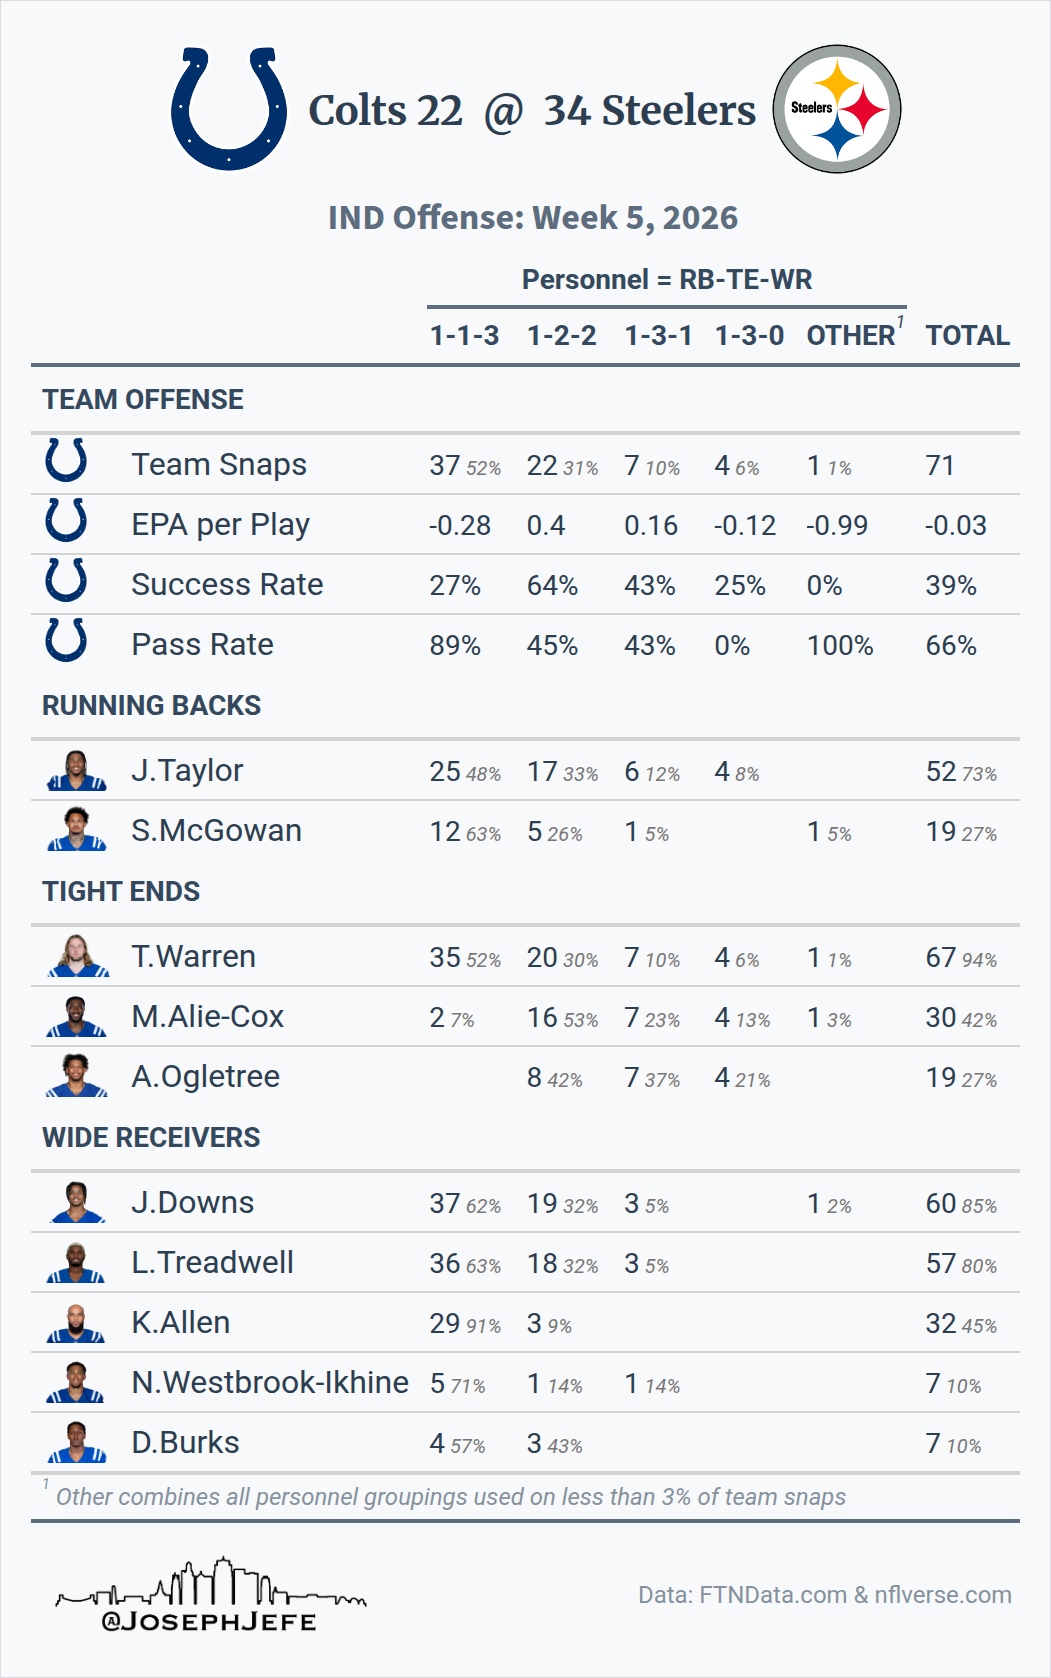 Colts 22 @ 34 Steelers
Steelers
IND Offense: Week 5, 2026
Personnel = RB-TE-WR
1-1-3 1-2-2 1-3-1 1-3-0 OTHER1 TOTAL
TEAM OFFENSE
Team Snaps 37 52% 22 31% 7 10% 4 6% 1 1% 71
EPA per Play -0.28 0.4 0.16 -0.12 -0.99 -0.03
Success Rate 27% 64% 43% 25% 0% 39%
Pass Rate 89% 45% 43% 0% 100% 66%
RUNNING BACKS
J.Taylor 25 48% 17 33% 6 12% 4 8% 52 73%
S.McGowan 12 63% 5 26% 1 5% 1 5% 19 27%
TIGHT ENDS
T.Warren 35 52% 20 30% 7 10% 4 6% 1 1% 67 94%
M.Alie-Cox 2 7% 16 53% 7 23% 4 13% 1 3% 30 42%
A.Ogletree 8 42% 7 37% 4 21% 19 27%
WIDE RECEIVERS
J.Downs 37 62% 19 32% 3 5% 1 2% 60 85%
L.Treadwell 36 63% 18 32% 3 5% 57 80%
K.Allen 29 91% 3 9% 32 45%
N.Westbrook-Ikhine 5 71% 1 14% 1 14% 7 10%
D.Burks 4 57% 3 43% 7 10%
1 Other combines all personnel groupings used on less than 3% of team snaps
@JOSEPHJEFE
Data: FTNData.com & nflverse.com